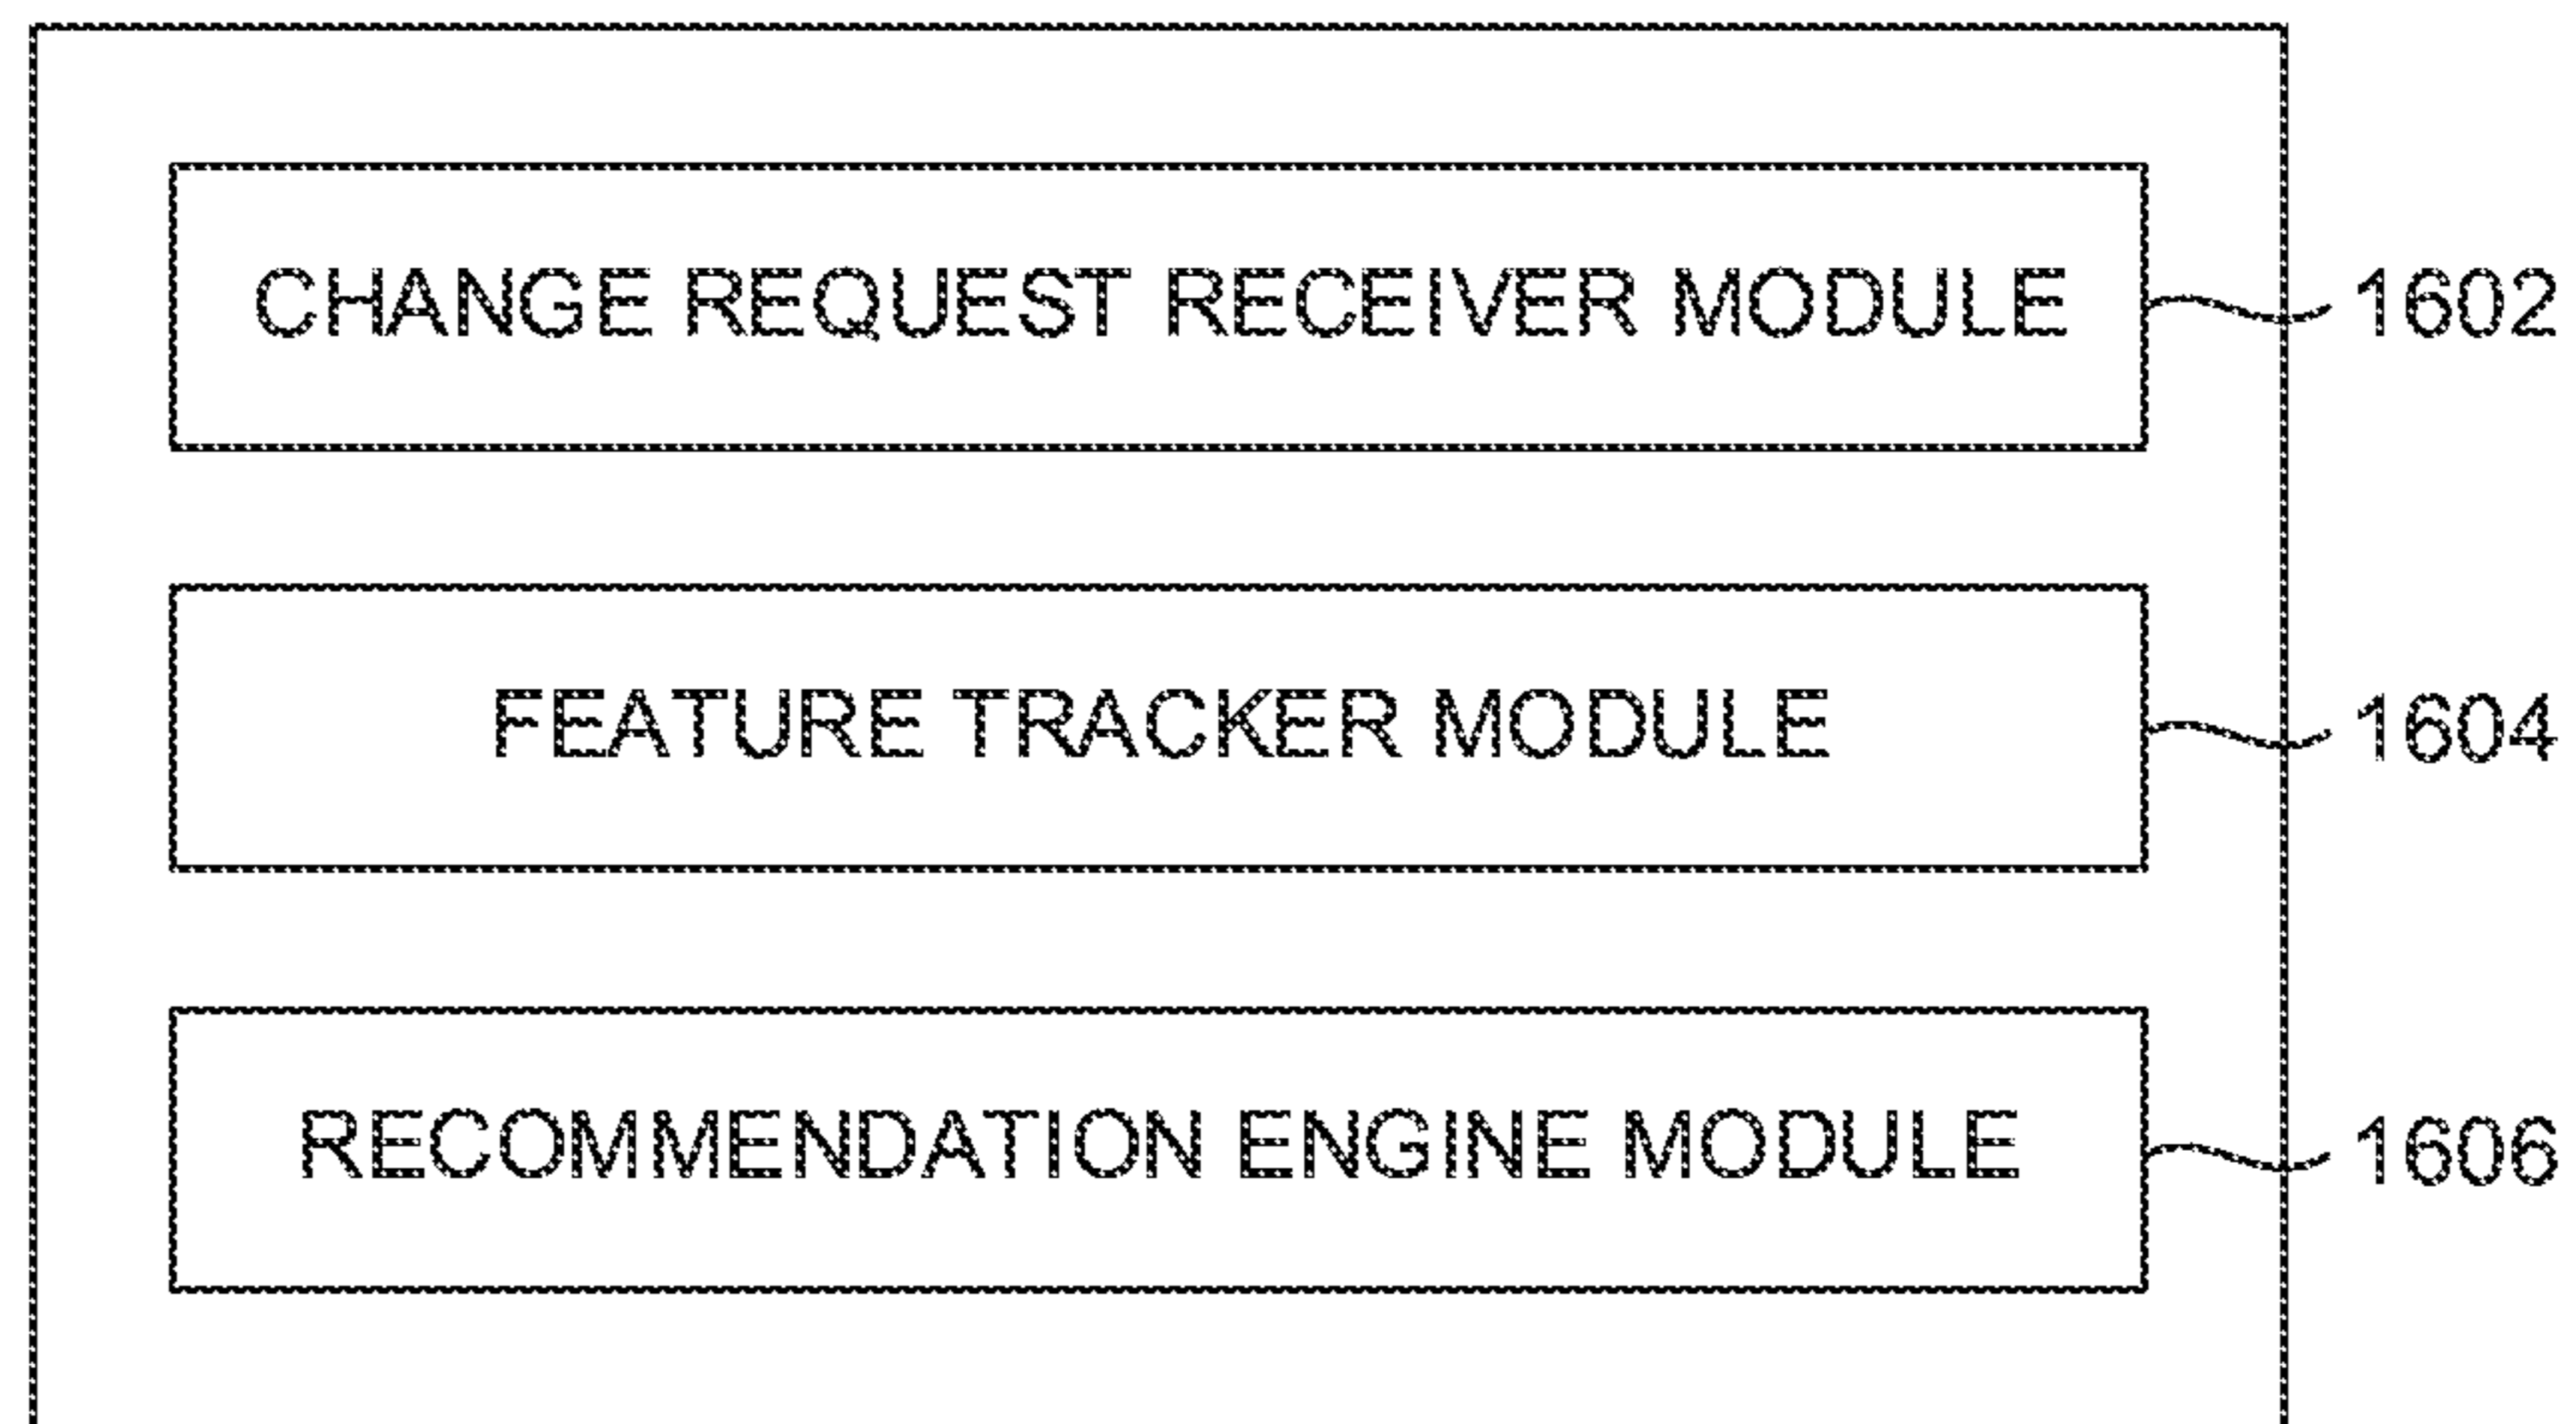 CHANGE REQUEST RECEIVER MODULE 1602
FEATURE TRACKER MODULE 1604
RECOMMENDATION ENGINE MODULE 1606